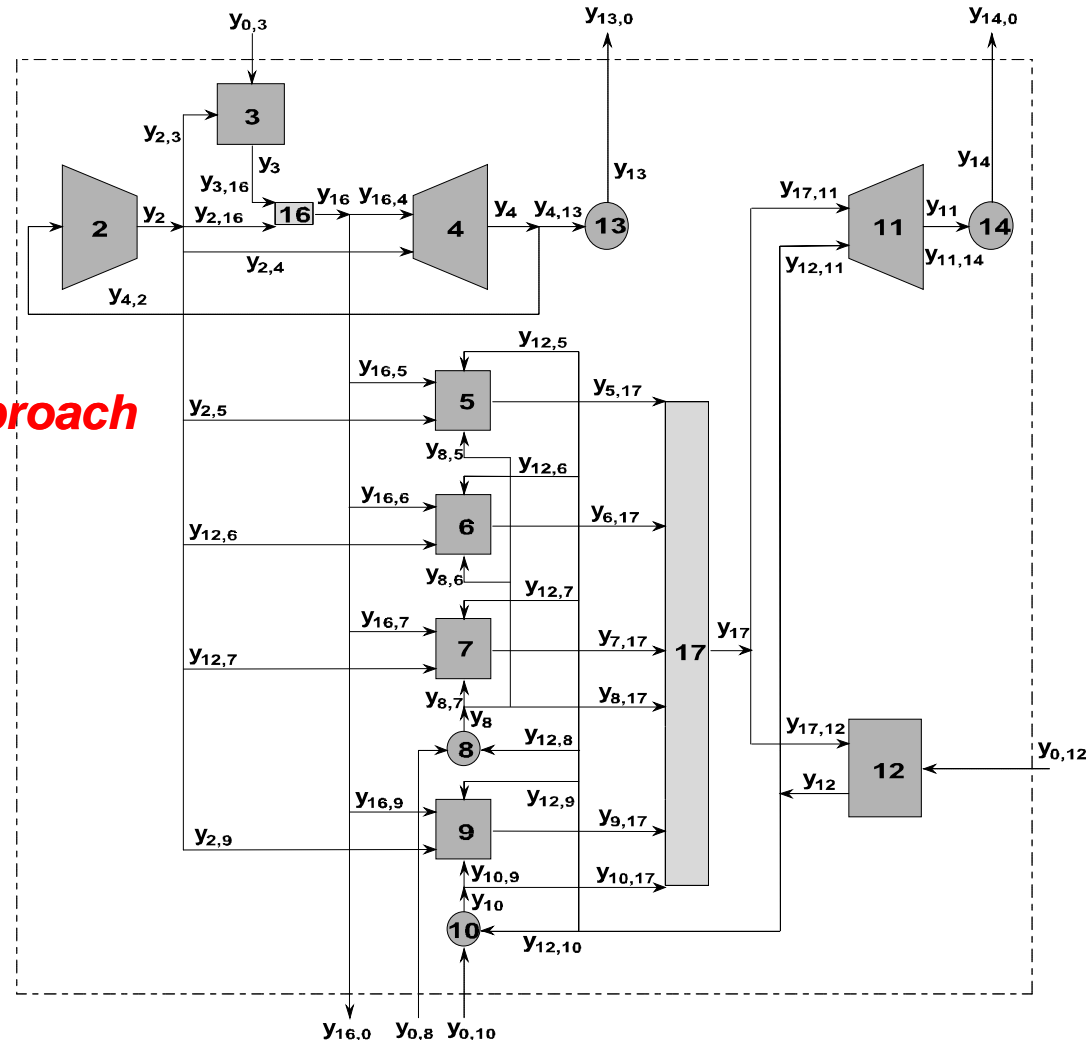 y0,3
y13,0
y14,0
3
y2,3
y3
y13
y14
y3,16
y16
y16,4
y17,11
2
y2
y2,16
16
4
y4
y4,13
13
11
y11
14
y2,4
y12,11
y11,14
y4,2
y12,5
y16,5
5
y5,17
proach
y2,5
y8,5
y12,6
y16,6
6
y6,17
y12,6
y8,6
y12,7
y16,7
7
y7,17
17
y17
y12,7
y8,7
y8
y8,17
8
y12,8
y17,12
12
y0,12
y12
y16,9
y12,9
9
y9,17
y2,9
y10,9
y10,17
y10
10
y12,10
y16,0
y0,8
y0,10